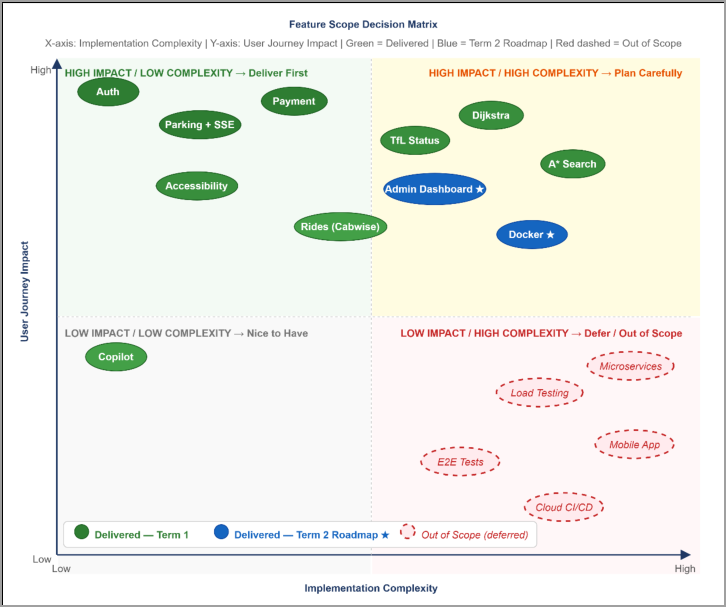 Feature Scope Decision Matrix
X-axis: Implementation Complexity | Y-axis: User Journey Impact | Green = Delivered | Blue = Term 2 Roadmap | Red dashed = Out of Scope
High
HIGH IMPACT / LOW COMPLEXITY → Deliver First
HIGH IMPACT / HIGH COMPLEXITY → Plan Carefully
Auth
Payment
Parking + SSE
Dijkstra
TfL Status
A* Search
Accessibility
Admin Dashboard ★
Rides (Cabwise)
Docker ★
User Journey Impact
LOW IMPACT / LOW COMPLEXITY → Nice to Have
LOW IMPACT / HIGH COMPLEXITY → Defer / Out of Scope
Copilot
Microservices
Load Testing
Mobile App
E2E Tests
Cloud CI/CD
Delivered — Term 1
Delivered — Term 2 Roadmap ★
Out of Scope (deferred)
Low
Low
High
Implementation Complexity